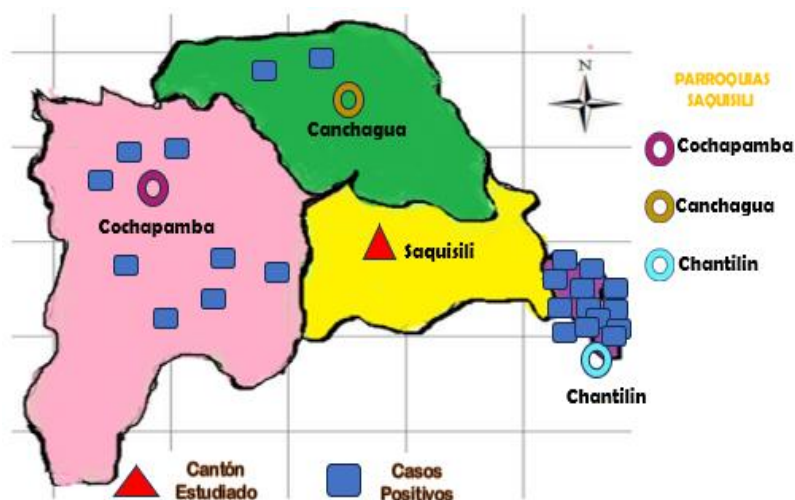 N
PARROQUIAS
SAQUISILI
Cochapamba
Canchagua
Chantilin
Canchagua
Cochapamba
Saquisili
Chantilin
Cantón
Estudiado
Casos
Positivos